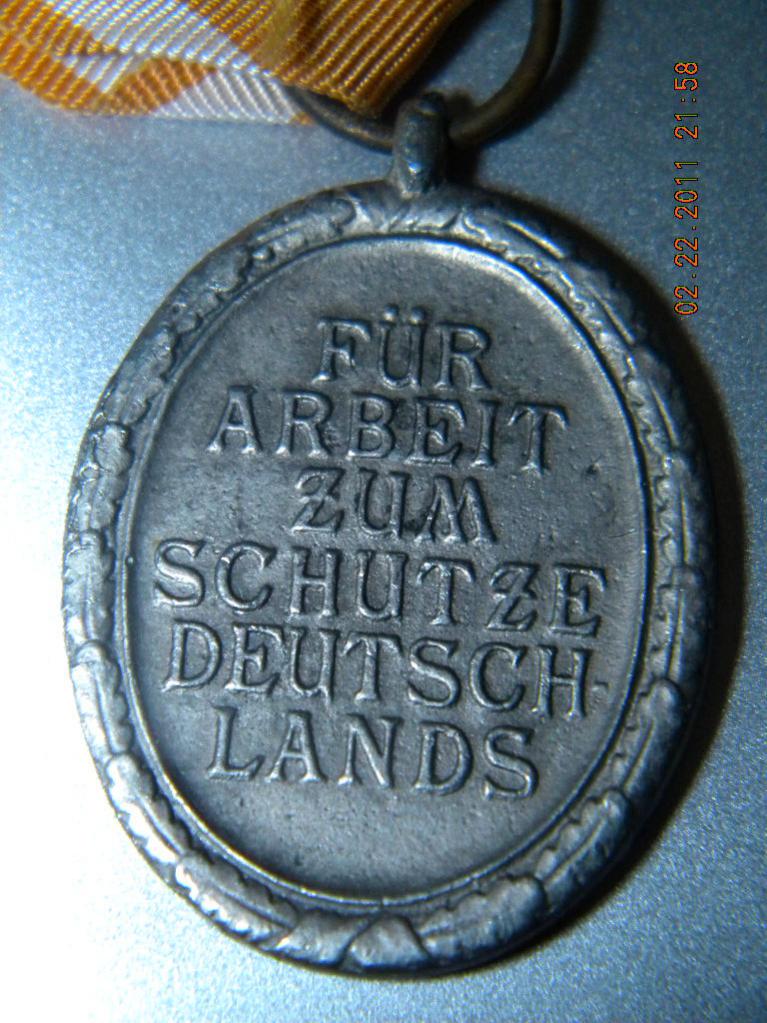 FÜR
ARBEIT
ZUM
SCHUTZE
DEUTSCH-
LANDS
02.22.2011 21:58